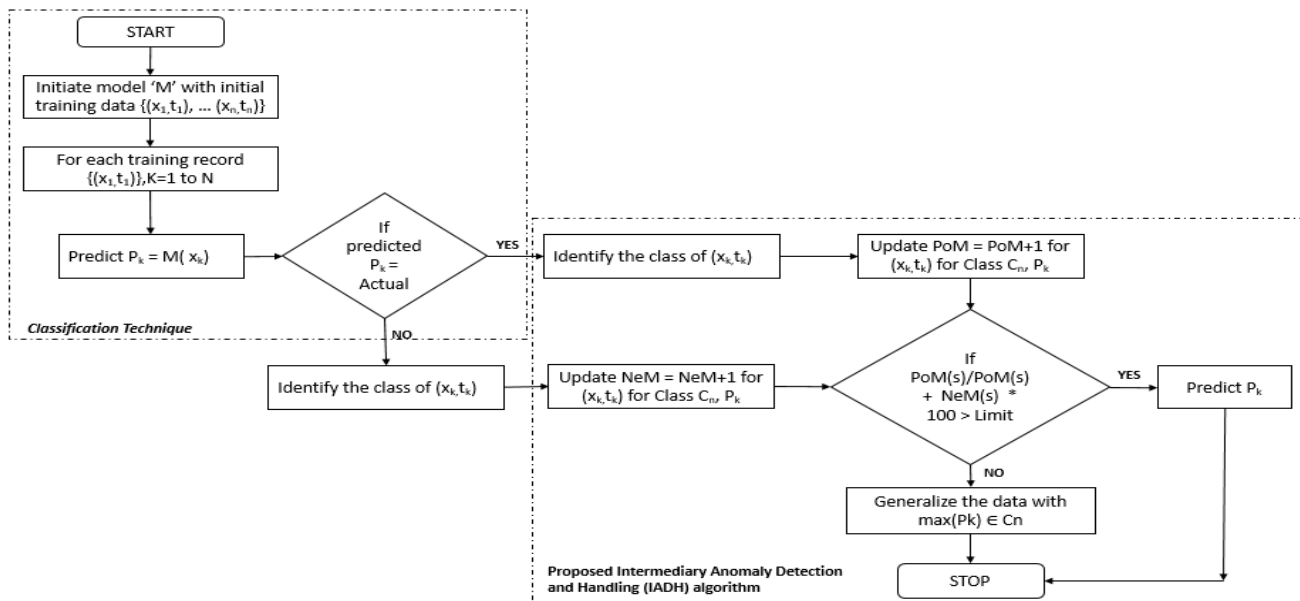 START
Initiate model ‘M’ with initial
training data {(x₁,t₁), ... (xₙ,tₙ)}
For each training record
{(x₁,t₁)},K=1 to N
Predict Pₖ = M( xₖ)
If
predicted
Pₖ =
Actual
YES
NO
Classification Technique
Identify the class of (xₖ,tₖ)
Update PoM = PoM+1 for
(xₖ,tₖ) for Class Cₙ, Pₖ
Identify the class of (xₖ,tₖ)
Update NeM = NeM+1 for
(xₖ,tₖ) for Class Cₙ, Pₖ
If
PoM(s)/PoM(s)
+ NeM(s) *
100 > Limit
YES
Predict Pₖ
NO
Generalize the data with
max(Pk) ∈ Cn
STOP
Proposed Intermediary Anomaly Detection
and Handling (IADH) algorithm